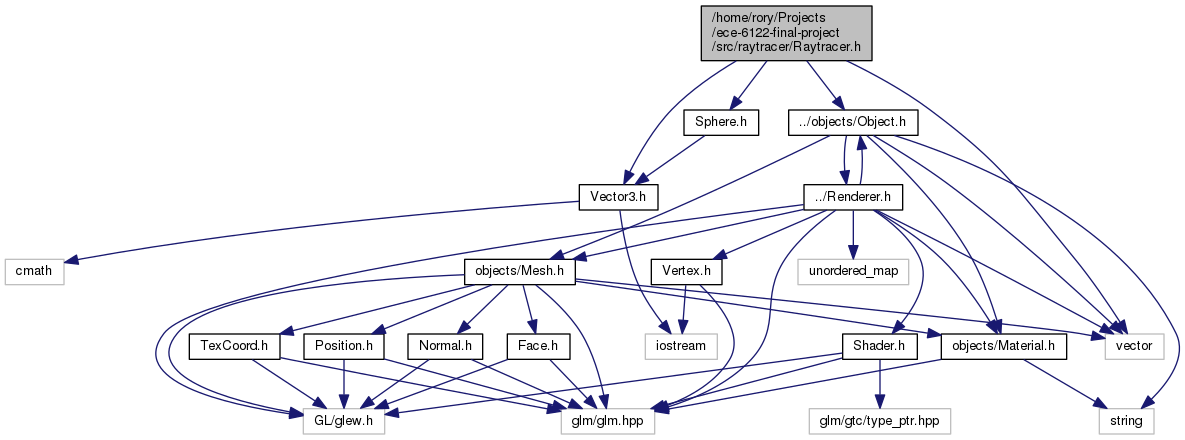 /home/rory/Projects
/ece-6122-final-project
/src/raytracer/Raytracer.h
Sphere.h
../objects/Object.h
Vector3.h
../Renderer.h
cmath
objects/Mesh.h
Vertex.h
unordered_map
TexCoord.h
Position.h
Normal.h
Face.h
iostream
Shader.h
objects/Material.h
vector
GL/glew.h
glm/glm.hpp
glm/gtc/type_ptr.hpp
string